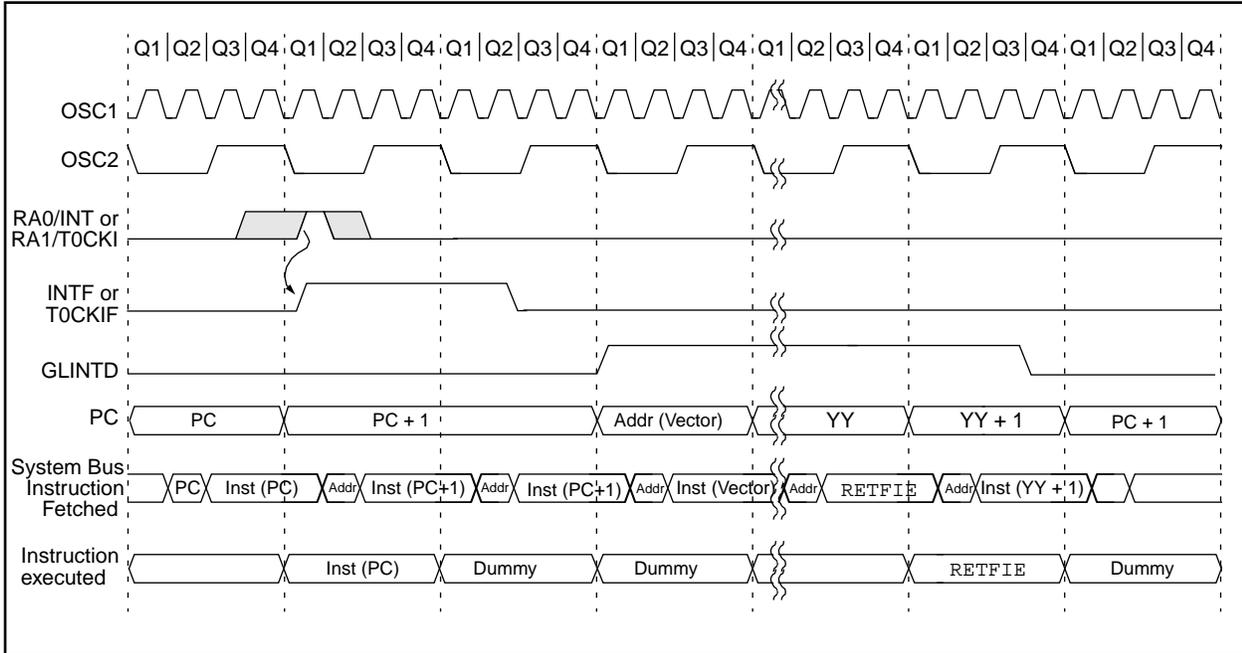 Q1 Q2 Q3 Q4 Q1 Q2 Q3 Q4 Q1 Q2 Q3 Q4 Q1 Q2 Q3 Q4 Q1 Q2 Q3 Q4 Q1 Q2 Q3 Q4 Q1 Q2 Q3 Q4
OSC1
OSC2
RA0/INT or
RA1/T0CKI
INTF or
T0CKIF
GLINTD
PC PC PC + 1 Addr (Vector) YY YY + 1 PC + 1
System Bus
Instruction
Fetched
PC Inst (PC) Addr Inst (PC+1) Addr Inst (PC+1) Addr Inst (Vector) Addr RETFIE Addr Inst (YY + 1)
Instruction
executed
Inst (PC) Dummy Dummy RETFIE Dummy